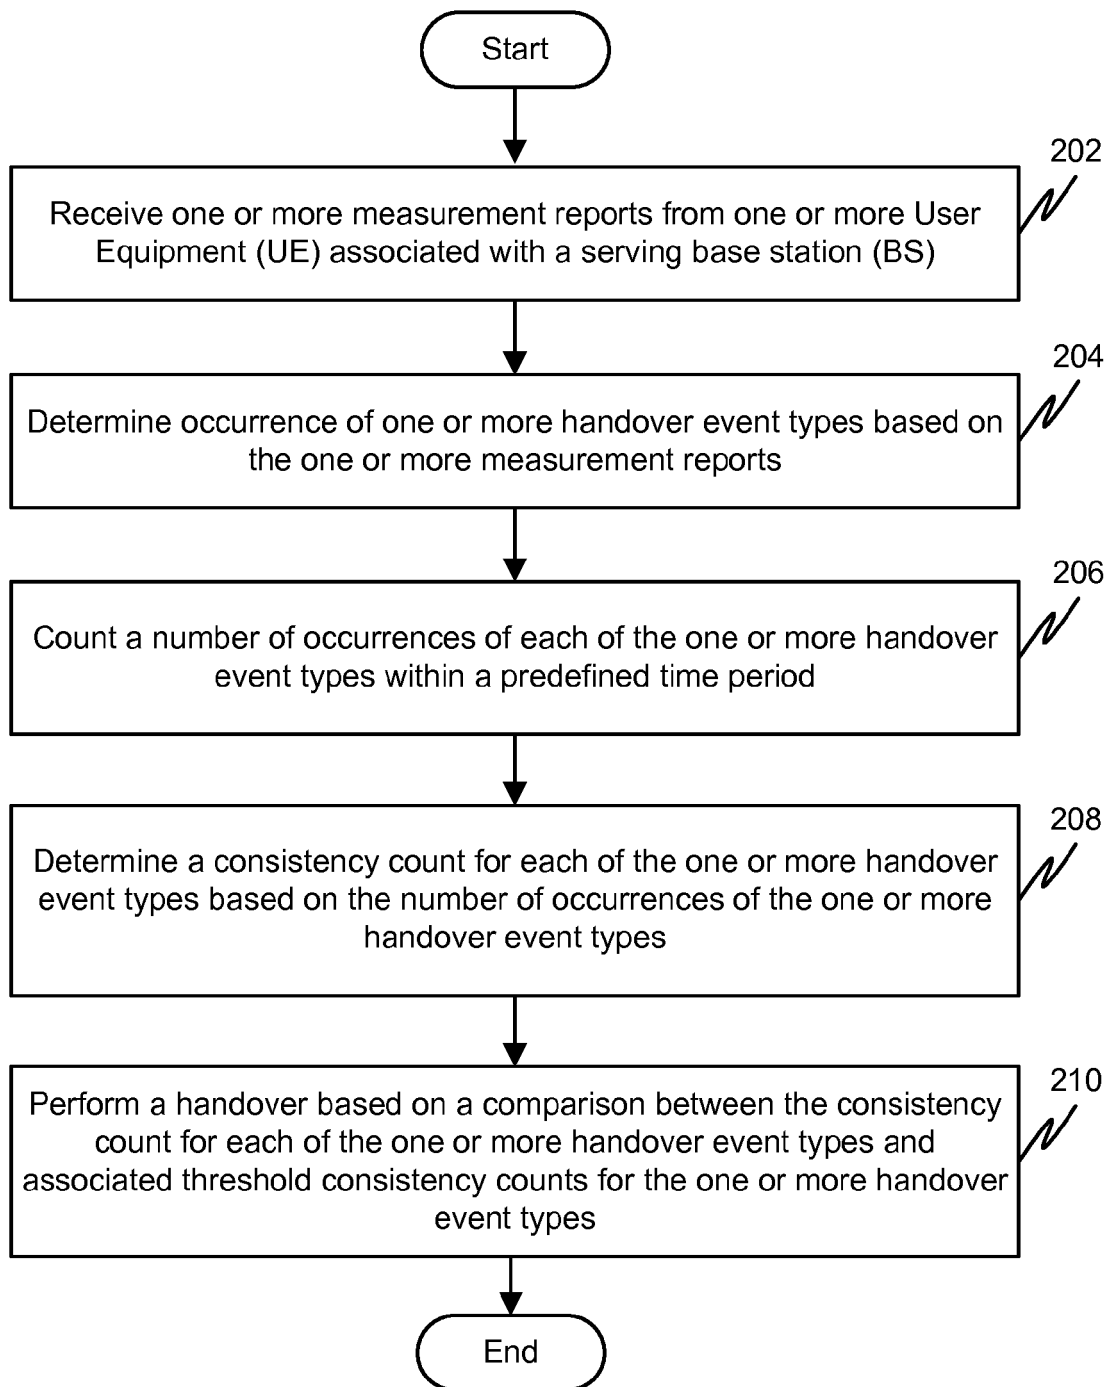 Start
202
Receive one or more measurement reports from one or more User
Equipment (UE) associated with a serving base station (BS)
204
Determine occurrence of one or more handover event types based on
the one or more measurement reports
206
Count a number of occurrences of each of the one or more handover
event types within a predefined time period
208
Determine a consistency count for each of the one or more handover
event types based on the number of occurrences of the one or more
handover event types
210
Perform a handover based on a comparison between the consistency
count for each of the one or more handover event types and
associated threshold consistency counts for the one or more handover
event types
End